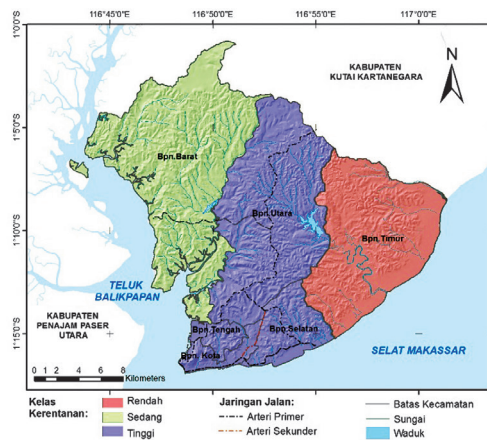 116°45'0"E 116°50'0"E 116°55'0"E 117°0'0"E
1°0'0"S
1°5'0"S
1°10'0"S
1°15'0"S
KABUPATEN
KUTAI KARTANEGARA
N
Bpn.Barat
Bpn.Utara
Bpn.Timur
TELUK
BALIKPAPAN
KABUPATEN
PENAJAM PASER
UTARA
Bpn.Tengah
Bpn.Selatan
Bpn. Kota
SELAT MAKASSAR
0 1 2 4 6 8
Kilometers
Kelas
Kerentanan:
Rendah
Sedang
Tinggi
Jaringan Jalan:
Arteri Primer
Arteri Sekunder
Batas Kecamatan
Sungai
Waduk